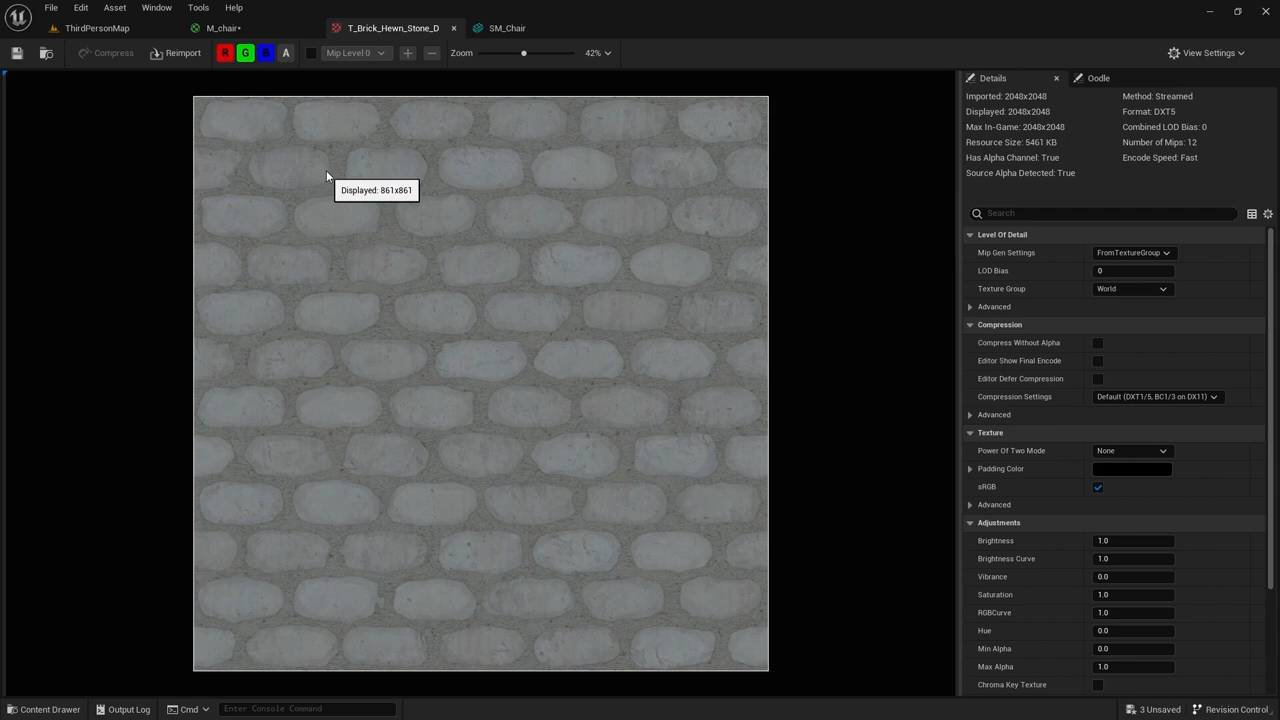 File Edit Asset Window Tools Help
ThirdPersonMap M_chair* T_Brick_Hewn_Stone_D SM_Chair
Compress Reimport R G B A Mip Level 0 Zoom 42% View Settings
Details Oodle
Imported: 2048x2048 Method: Streamed
Displayed: 2048x2048 Format: DXT5
Max In-Game: 2048x2048 Combined LOD Bias: 0
Resource Size: 5461 KB Number of Mips: 12
Has Alpha Channel: True Encode Speed: Fast
Source Alpha Detected: True
Displayed: 861x861
Search
Level Of Detail
Mip Gen Settings FromTextureGroup
LOD Bias 0
Texture Group World
Advanced
Compression
Compress Without Alpha
Editor Show Final Encode
Editor Defer Compression
Compression Settings Default (DXT1/5, BC1/3 on DX11)
Advanced
Texture
Power Of Two Mode None
Padding Color
sRGB
Advanced
Adjustments
Brightness 1.0
Brightness Curve 1.0
Vibrance 0.0
Saturation 1.0
RGBCurve 1.0
Hue 0.0
Min Alpha 0.0
Max Alpha 1.0
Chroma Key Texture
Content Drawer Output Log Cmd Enter Console Command 3 Unsaved Revision Control